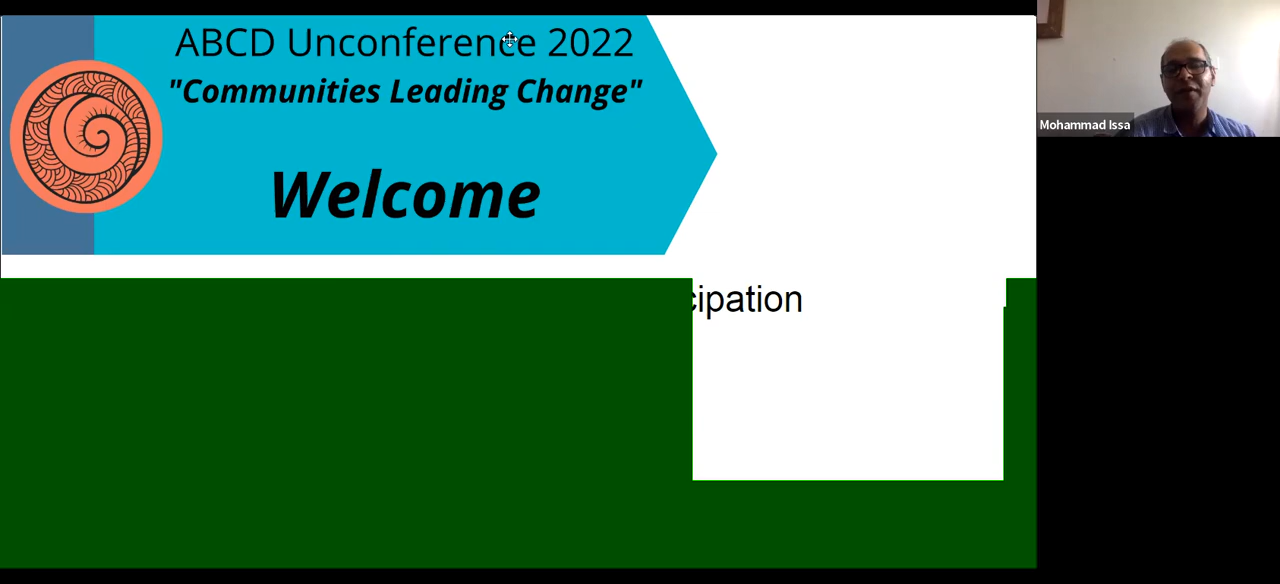 ABCD Unconference 2022
"Communities Leading Change"
Welcome
cipation
Mohammad Issa